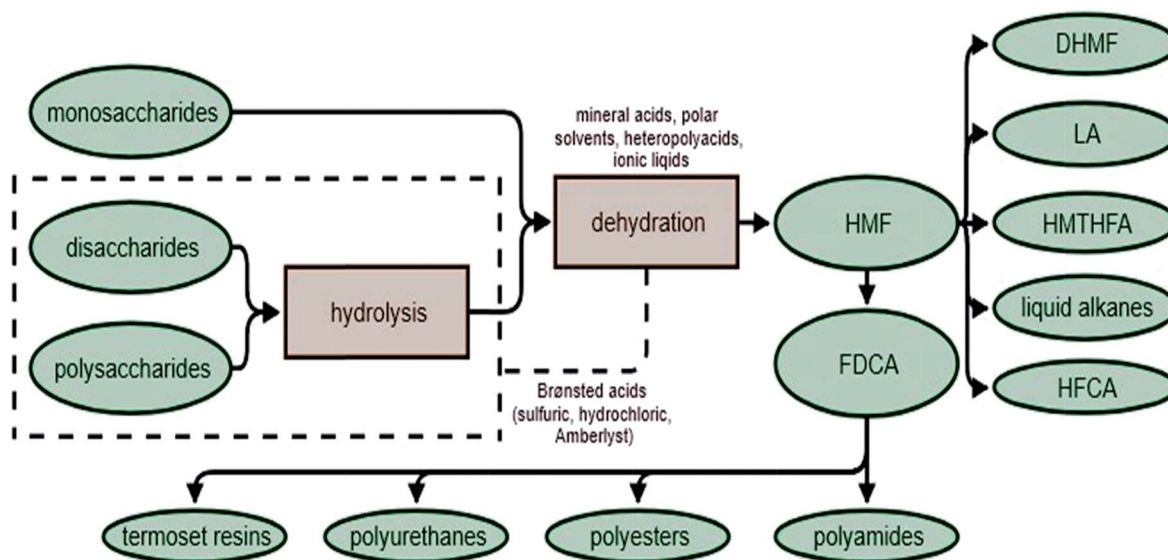 monosaccharides
disaccharides
polysaccharides
hydrolysis
mineral acids, polar
solvents, heteropolyacids,
ionic liqids
dehydration
Brønsted acids
(sulfuric, hydrochloric,
Amberlyst)
HMF
FDCA
DHMF
LA
HMTHFA
liquid alkanes
HFCA
termoset resins
polyurethanes
polyesters
polyamides